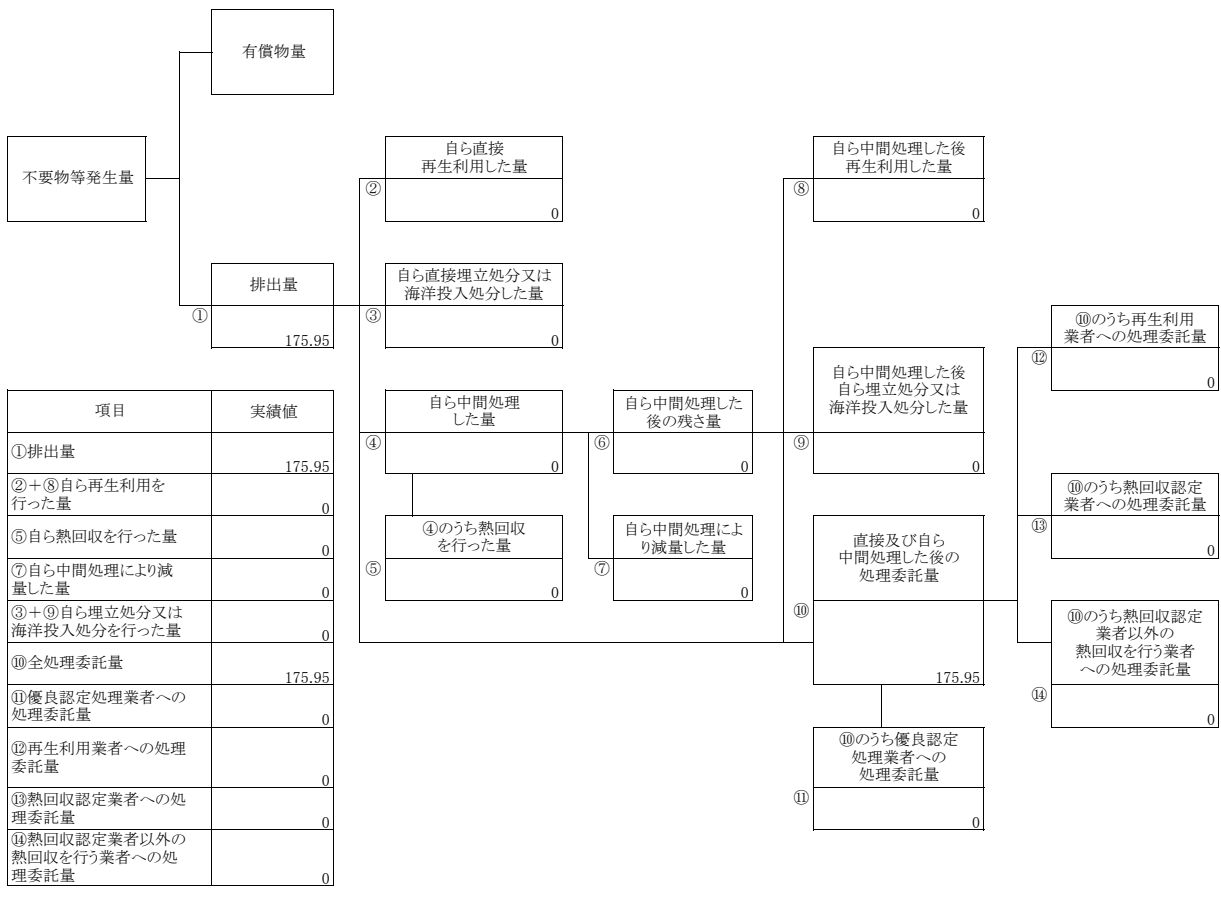 有償物量
不要物等発生量
排出量
①
175.95
自ら直接
再生利用した量
②
0
自ら直接埋立処分又は
海洋投入処分した量
③
0
自ら中間処理
した量
④
0
④のうち熱回収
を行った量
⑤
0
自ら中間処理した
後の残さ量
⑥
0
自ら中間処理によ
り減量した量
⑦
0
自ら中間処理した後
再生利用した量
⑧
0
自ら中間処理した後
自ら埋立処分又は
海洋投入処分した量
⑨
0
直接及び自ら
中間処理した後の
処理委託量
⑩
175.95
⑩のうち優良認定
処理業者への
処理委託量
⑪
0
⑩のうち再生利用
業者への処理委託量
⑫
0
⑩のうち熱回収認定
業者への処理委託量
⑬
0
⑩のうち熱回収認定
業者以外の
熱回収を行う業者
への処理委託量
⑭
0
項目 実績値
①排出量
175.95
②+⑧自ら再生利用を
行った量
0
⑤自ら熱回収を行った量
0
⑦自ら中間処理により減
量した量
0
③+⑨自ら埋立処分又は
海洋投入処分を行った量
0
⑩全処理委託量
175.95
⑪優良認定処理業者への
処理委託量
0
⑫再生利用業者への処理
委託量
0
⑬熱回収認定業者への処
理委託量
0
⑭熱回収認定業者以外の
熱回収を行う業者への処
理委託量
0